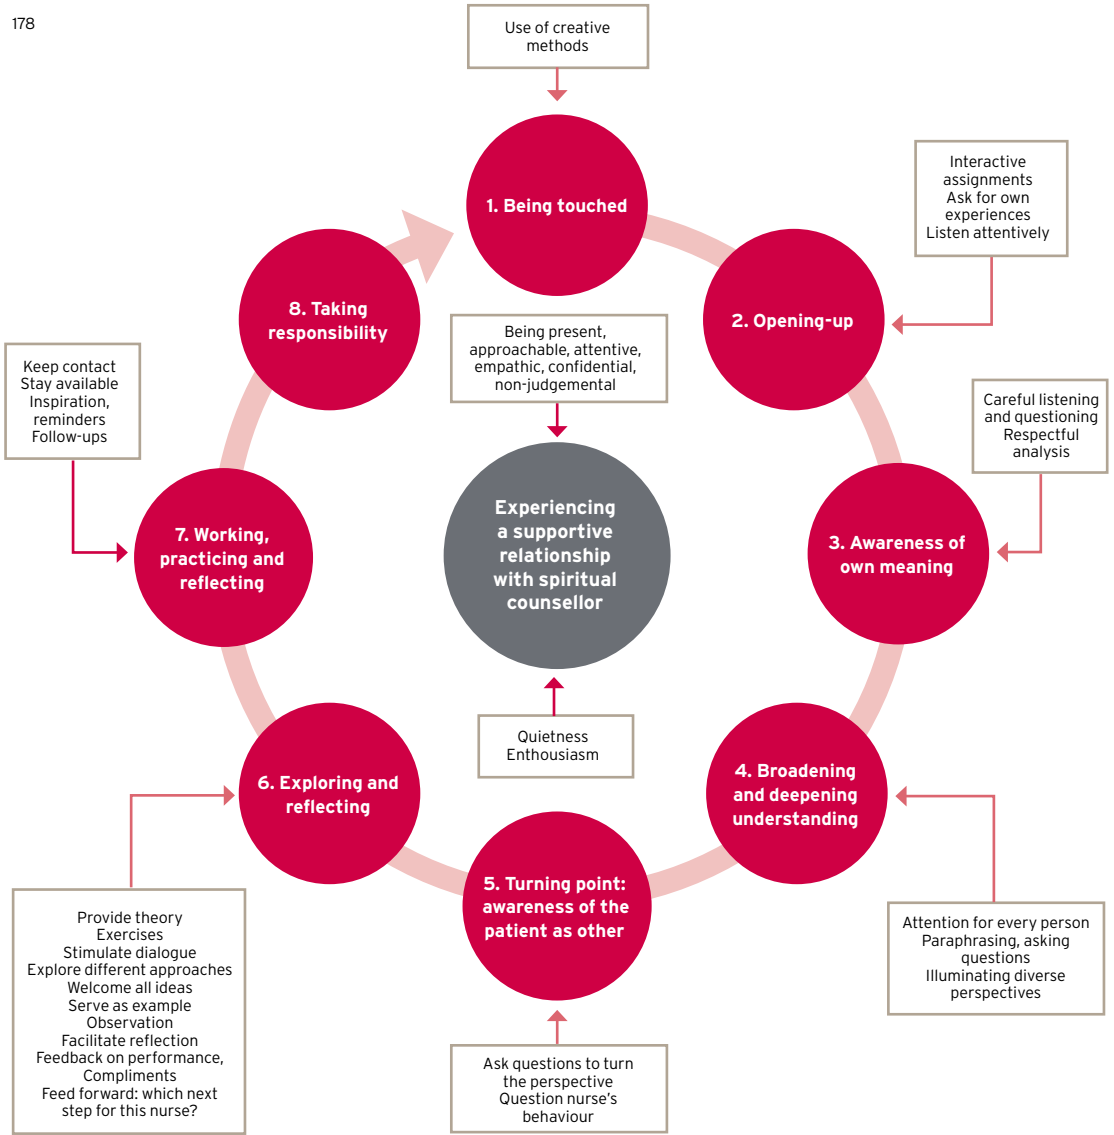 178
Use of creative
methods
1. Being touched
Interactive
assignments
Ask for own
experiences
Listen attentively
2. Opening-up
8. Taking
responsibility
Being present,
approachable, attentive,
empathic, confidential,
non-judgemental
Keep contact
Stay available
Inspiration,
reminders
Follow-ups
Careful listening
and questioning
Respectful
analysis
Experiencing
a supportive
relationship
with spiritual
counsellor
3. Awareness of
own meaning
7. Working,
practicing and
reflecting
Quietness
Enthousiasm
4. Broadening
and deepening
understanding
6. Exploring and
reflecting
5. Turning point:
awareness of the
patient as other
Attention for every person
Paraphrasing, asking
questions
Illuminating diverse
perspectives
Provide theory
Exercises
Stimulate dialogue
Explore different approaches
Welcome all ideas
Serve as example
Observation
Facilitate reflection
Feedback on performance,
Compliments
Feed forward: which next
step for this nurse?
Ask questions to turn
the perspective
Question nurse's
behaviour